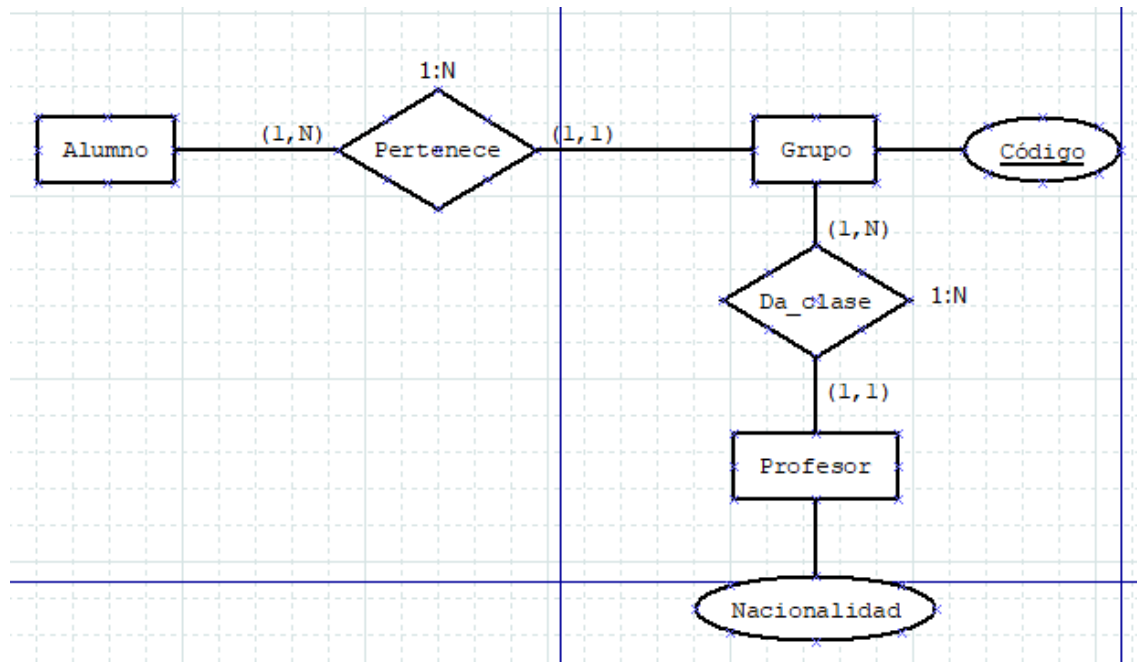 1:N
Alumno
(1,N)
Pertenece
(1,1)
Grupo
Código
(1,N)
Da_clase
1:N
(1,1)
Profesor
Nacionalidad